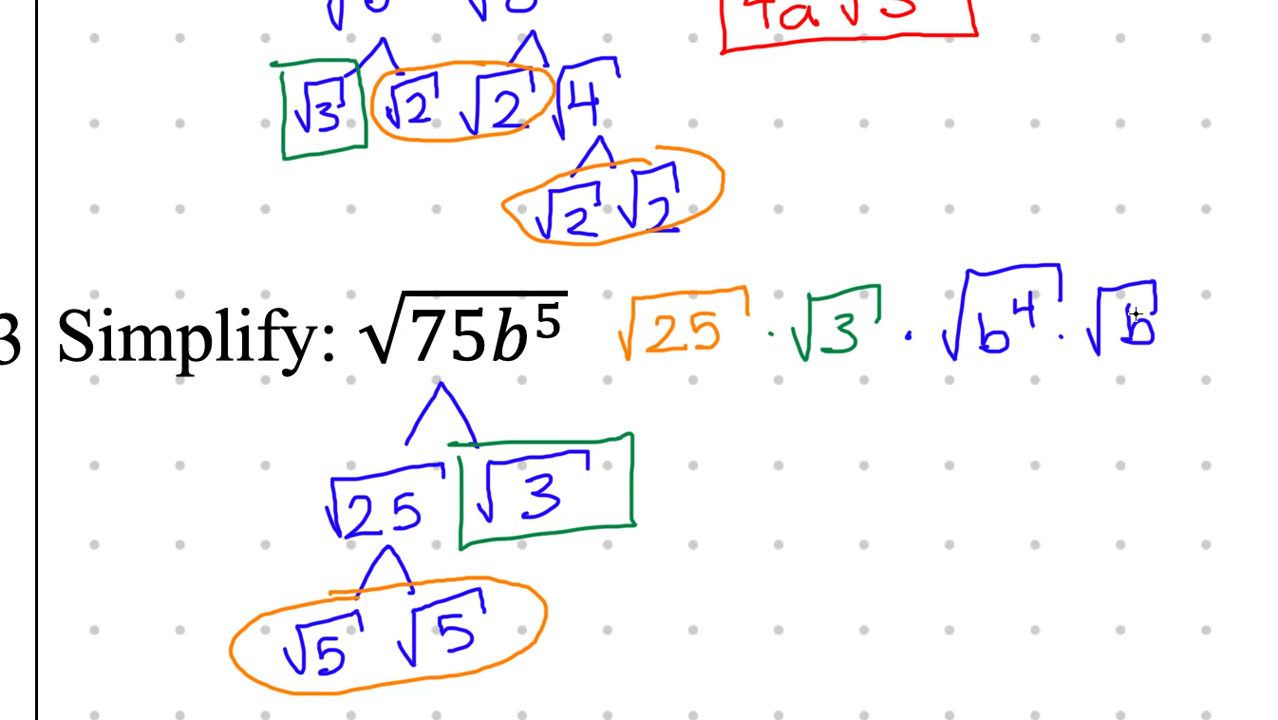 4a√3
√3 √2 √2 √4
√2 √2
3 Simplify: √75b⁵ √25 · √3 · √b⁴ · √b
√25 √3
√5 √5